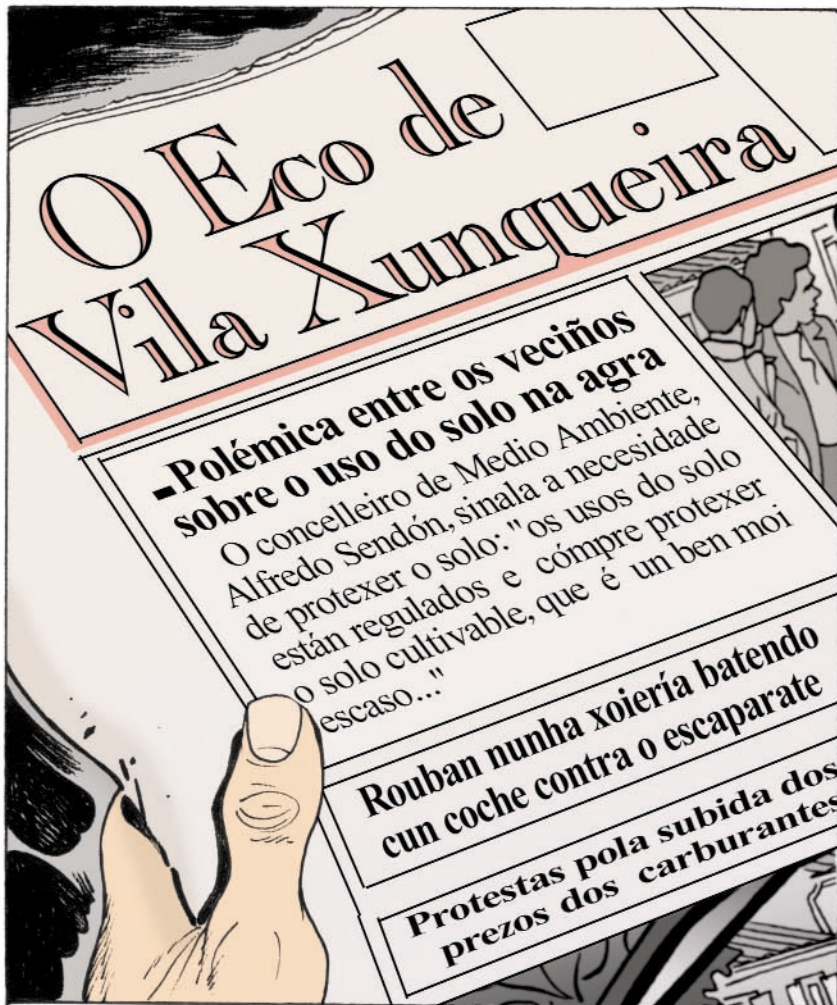 O Eco de
Vila Xunqueira
-Polémica entre os veciños
sobre o uso do solo na agra
O concelleiro de Medio Ambiente,
Alfredo Sendón, sinala a necesidade
de protexer o solo: "os usos do solo
están regulados e cómpre protexer
o solo cultivable, que é un ben moi
escaso..."
Rouban nunha xoiería batendo
cun coche contra o escaparate
Protestas pola subida dos
prezos dos carburantes